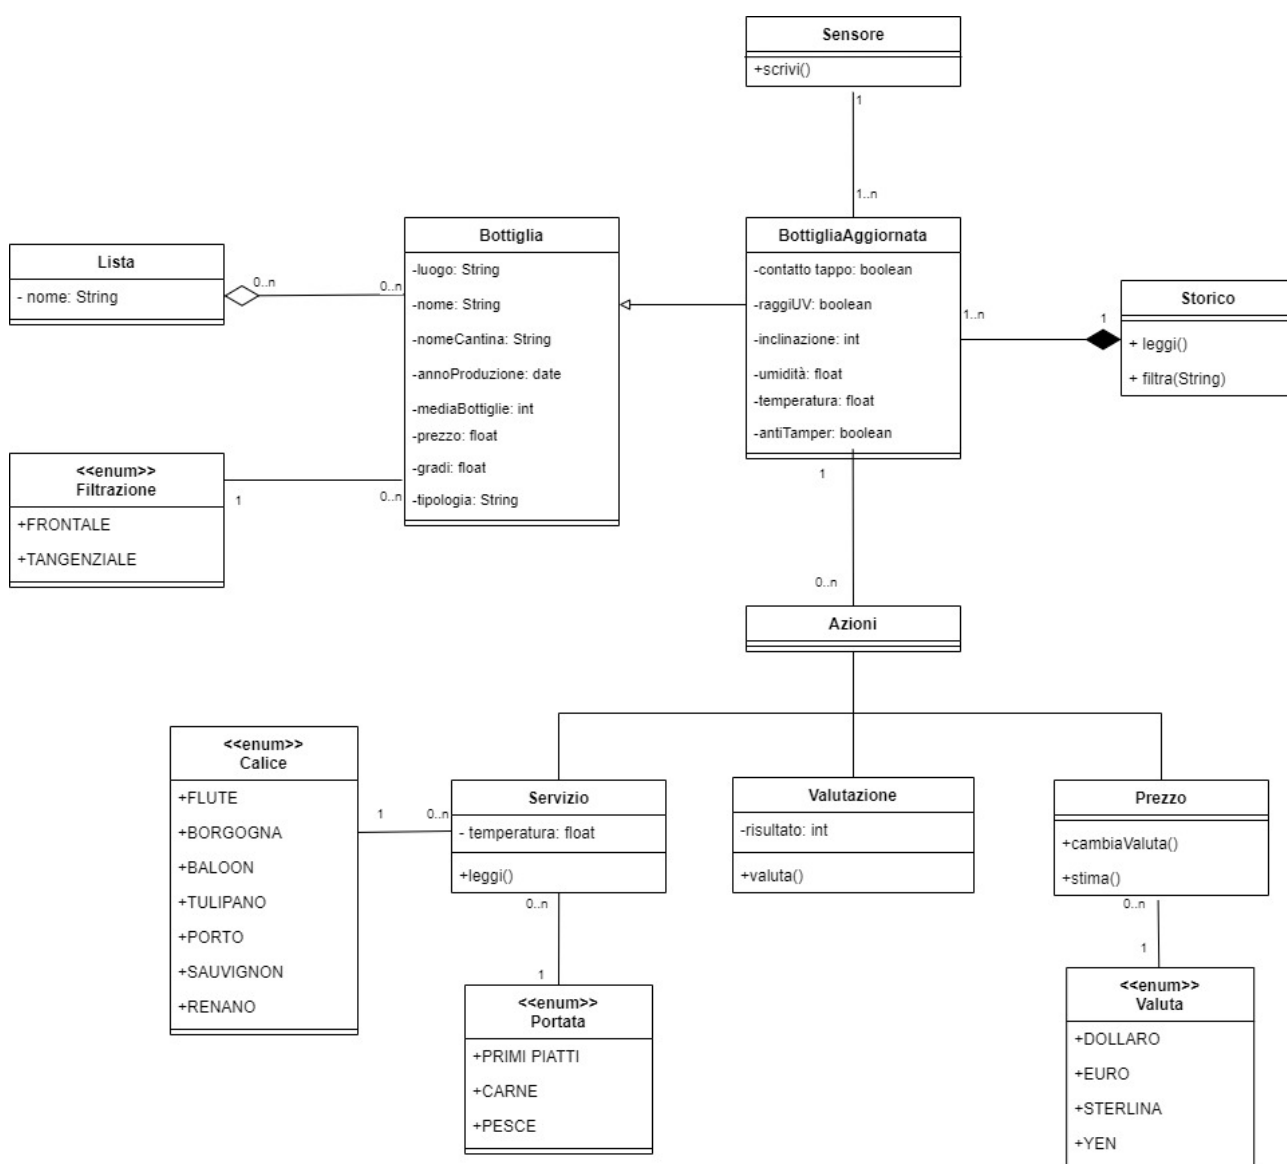 Sensore
+scrivi()
1
1..n
Lista
- nome: String
0..n
0..n
Bottiglia
-luogo: String
-nome: String
-nomeCantina: String
-annoProduzione: date
-mediaBottiglie: int
-prezzo: float
-gradi: float
-tipologia: String
BottigliaAggiornata
-contatto tappo: boolean
-raggiUV: boolean
-inclinazione: int
-umidità: float
-temperatura: float
-antiTamper: boolean
1..n
1
Storico
+ leggi()
+ filtra(String)
<<enum>>
Filtrazione
+FRONTALE
+TANGENZIALE
1
0..n
1
0..n
Azioni
<<enum>>
Calice
+FLUTE
+BORGOGNA
+BALOON
+TULIPANO
+PORTO
+SAUVIGNON
+RENANO
1
0..n
Servizio
- temperatura: float
+leggi()
0..n
1
<<enum>>
Portata
+PRIMI PIATTI
+CARNE
+PESCE
Valutazione
-risultato: int
+valuta()
Prezzo
+cambiaValuta()
+stima()
0..n
1
<<enum>>
Valuta
+DOLLARO
+EURO
+STERLINA
+YEN